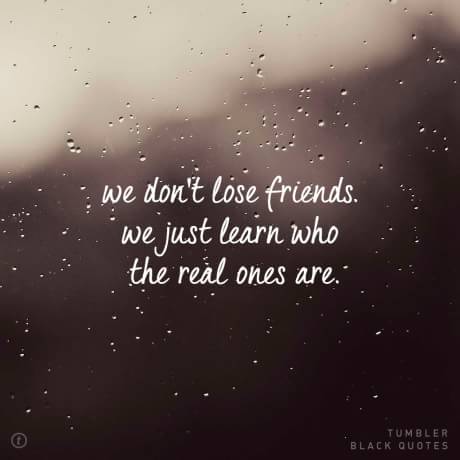 we don't lose friends.
we just learn who
the real ones are.
t
TUMBLER
BLACK QUOTES